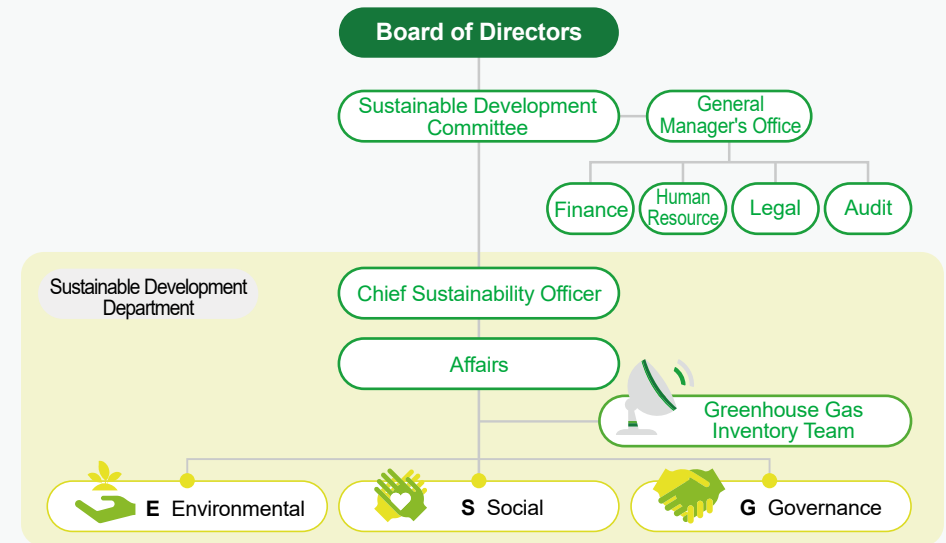 Board of Directors
Sustainable Development
Committee
General
Manager's Office
Finance
Human
Resource
Legal
Audit
Sustainable Development
Department
Chief Sustainability Officer
Affairs
Greenhouse Gas
Inventory Team
E Environmental
S Social
G Governance